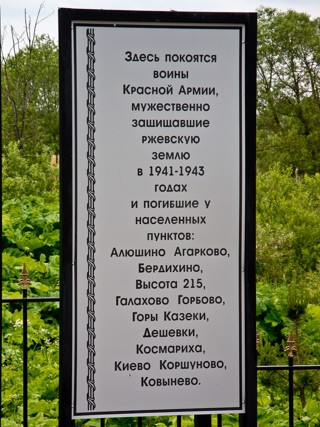 Здесь покоятся
воины
Красной Армии,
мужественно
защищавшие
ржевскую
землю
в 1941-1943
годах
и погибшие у
населенных
пунктов:
Алюшино Агарково,
Бердихино,
Высота 215,
Галахово Горбово,
Горы Казеки,
Дешевки,
Космариха,
Киево Коршуново,
Ковынево.